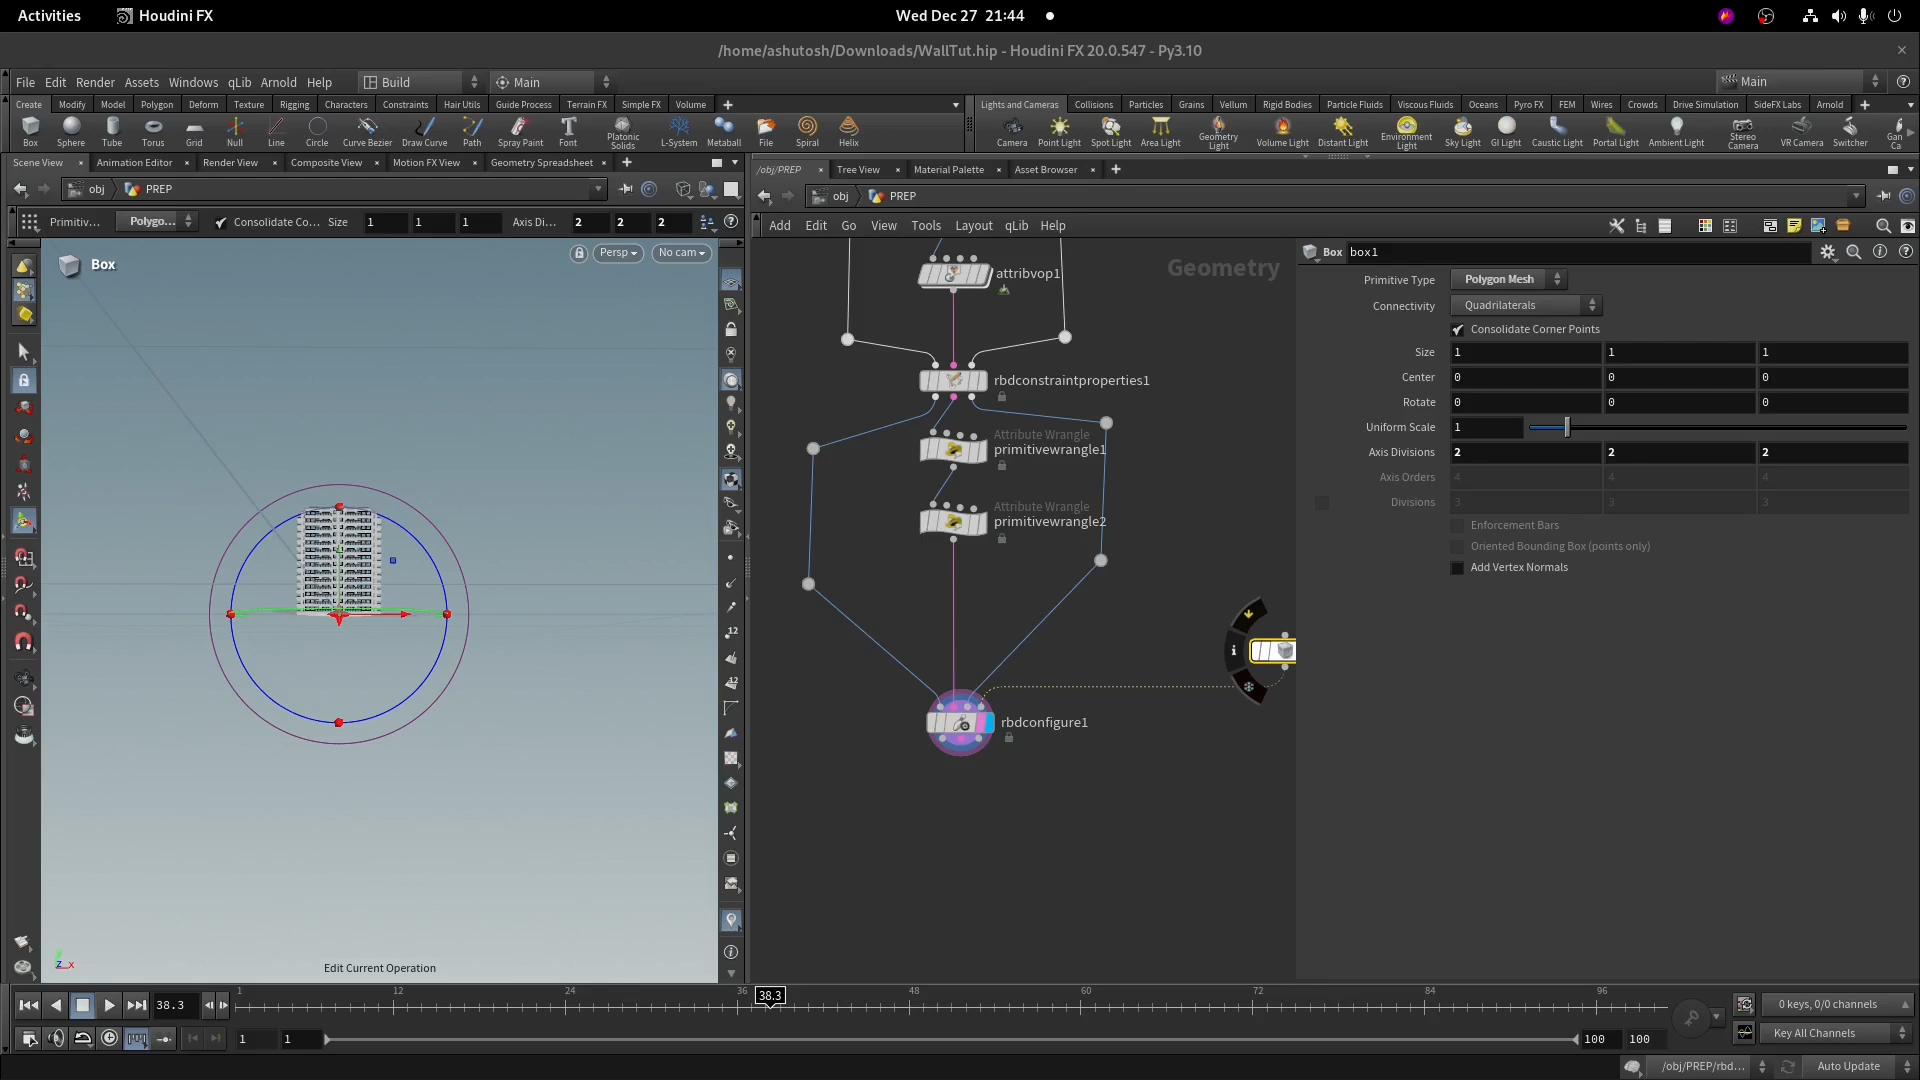 Activities Houdini FX Wed Dec 27 21:44
/home/ashutosh/Downloads/WallTut.hip - Houdini FX 20.0.547 - Py3.10
File Edit Render Assets Windows qLib Arnold Help Build Main Main
Create Modify Model Polygon Deform Texture Rigging Characters Constraints Hair Utils Guide Process Terrain FX Simple FX Volume
Lights and Cameras Collisions Particles Grains Vellum Rigid Bodies Particle Fluids Viscous Fluids Oceans Pyro FX FEM Wires Crowds Drive Simulation SideFX Labs Arnold
Box Sphere Tube Torus Grid Null Line Circle Curve Bezier Draw Curve Path Spray Paint Font Platonic Solids L-System Metaball File Spiral Helix
Camera Point Light Spot Light Area Light Geometry Light Volume Light Distant Light Environment Light Sky Light GI Light Caustic Light Portal Light Ambient Light Stereo Camera VR Camera Switcher Gan Ca
Scene View Animation Editor Render View Composite View Motion FX View Geometry Spreadsheet
/obj/PREP Tree View Material Palette Asset Browser
obj PREP
obj PREP
Primitiv... Polygo... Consolidate Co... Size 1 1 1 Axis Di... 2 2 2
Add Edit Go View Tools Layout qLib Help
Box
Persp No cam
Geometry
attribvop1
rbdconstraintproperties1
Attribute Wrangle
primitivewrangle1
Attribute Wrangle
primitivewrangle2
rbdconfigure1
Box box1
Primitive Type Polygon Mesh
Connectivity Quadrilaterals
Consolidate Corner Points
Size 1 1 1
Center 0 0 0
Rotate 0 0 0
Uniform Scale 1
Axis Divisions 2 2 2
Axis Orders 4 4 4
Divisions 3 3 3
Enforcement Bars
Oriented Bounding Box (points only)
Add Vertex Normals
12
12
z x
Edit Current Operation
38.3 1 12 24 36 38.3 48 60 72 84 96
0 keys, 0/0 channels
1 1 100 100 Key All Channels
/obj/PREP/rbd... Auto Update